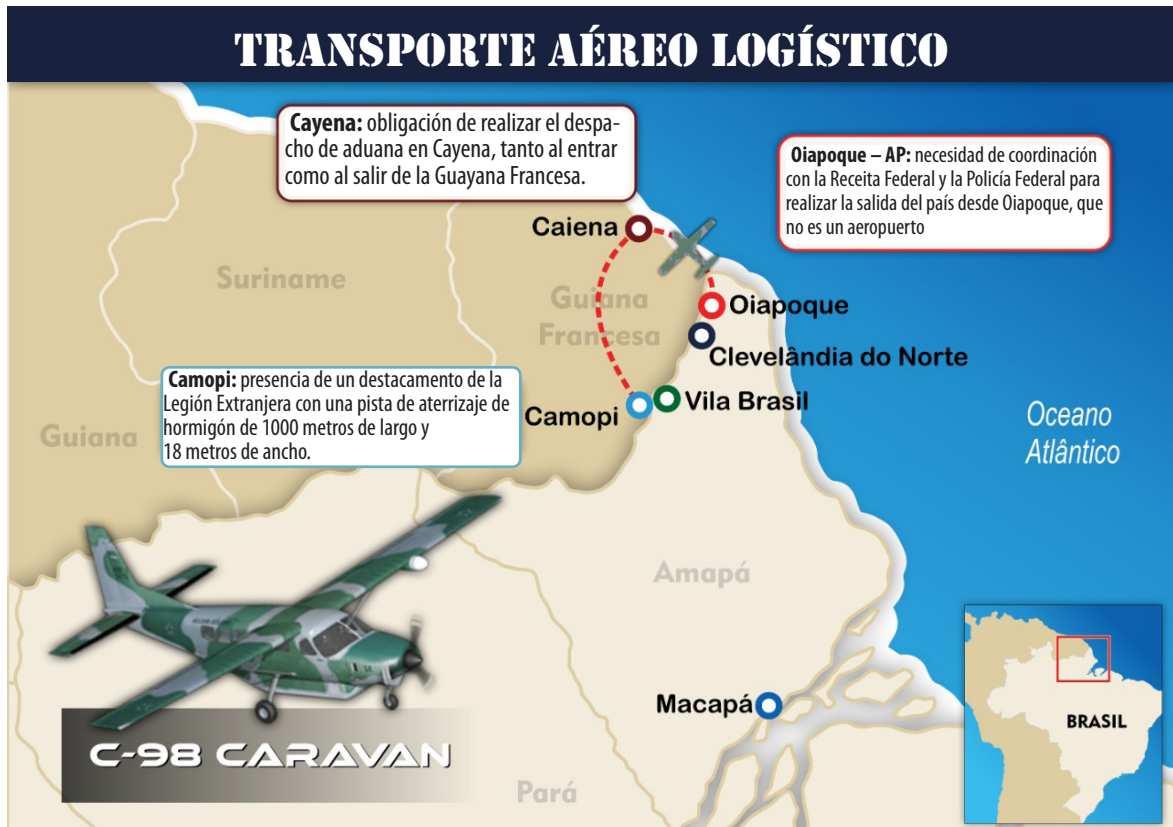 TRANSPORTE AÉREO LOGÍSTICO
Cayena: obligación de realizar el despa-
cho de aduana en Cayena, tanto al entrar
como al salir de la Guayana Francesa.
Oiapoque – AP: necesidad de coordinación
con la Receita Federal y la Policía Federal para
realizar la salida del país desde Oiapoque, que
no es un aeropuerto
Caiena
Suriname
Guiana
Francesa
Oiapoque
Clevelândia do Norte
Camopi: presencia de un destacamento de la
Legión Extranjera con una pista de aterrizaje de
hormigón de 1000 metros de largo y
18 metros de ancho.
Guiana
Camopi
Vila Brasil
Oceano
Atlântico
Amapá
Macapá
BRASIL
C-98 CARAVAN
Pará